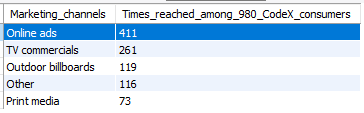 Marketing_channels Times_reached_among_980_CodeX_consumers
Online ads 411
TV commercials 261
Outdoor billboards 119
Other 116
Print media 73